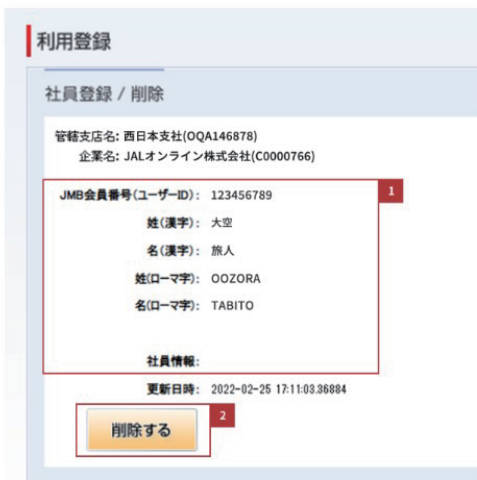 利用登録
社員登録 / 削除
管轄支店名: 西日本支社(OQA146878)
企業名: JALオンライン株式会社(C0000766)
JMB会員番号(ユーザーID): 123456789
1
姓(漢字): 大空
名(漢字): 旅人
姓(ローマ字): OOZORA
名(ローマ字): TABITO
社員情報:
更新日時: 2022-02-25 17:11:03.36884
削除する
2